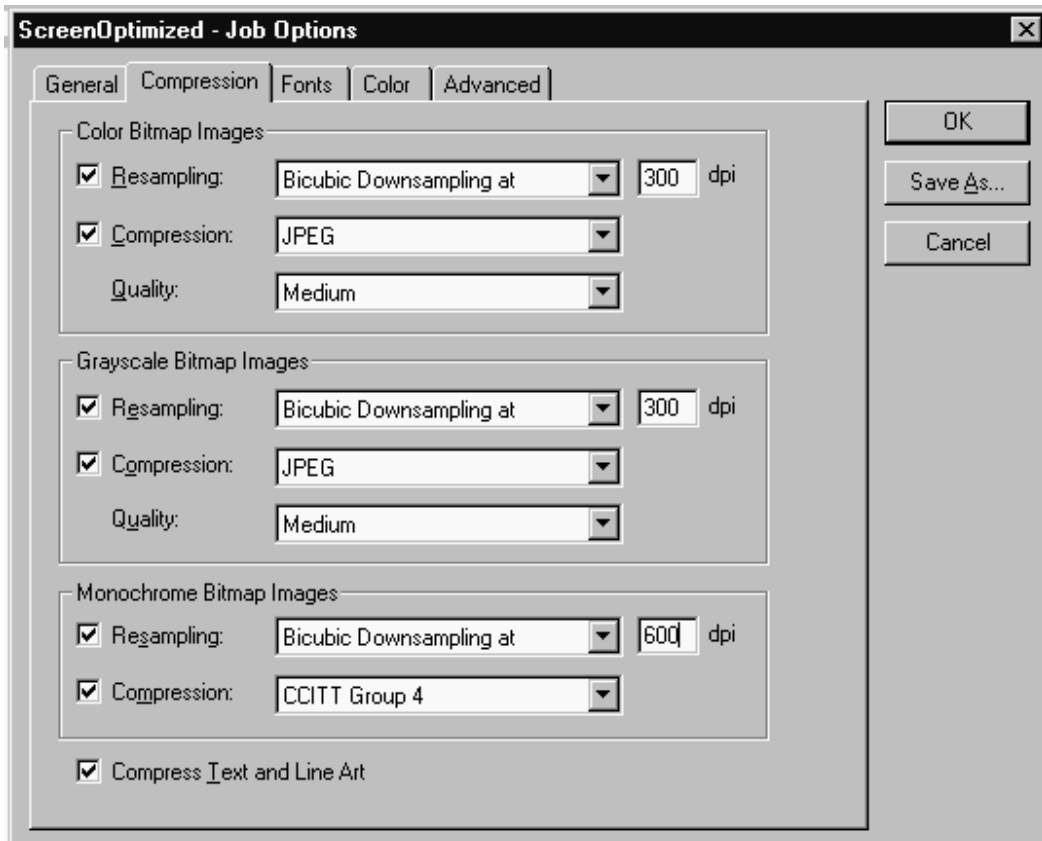 ScreenOptimized - Job Options
General Compression Fonts Color Advanced
Color Bitmap Images
Resampling: Bicubic Downsampling at 300 dpi
Compression: JPEG
Quality: Medium
Grayscale Bitmap Images
Resampling: Bicubic Downsampling at 300 dpi
Compression: JPEG
Quality: Medium
Monochrome Bitmap Images
Resampling: Bicubic Downsampling at 600 dpi
Compression: CCITT Group 4
Compress Text and Line Art
OK
Save As...
Cancel